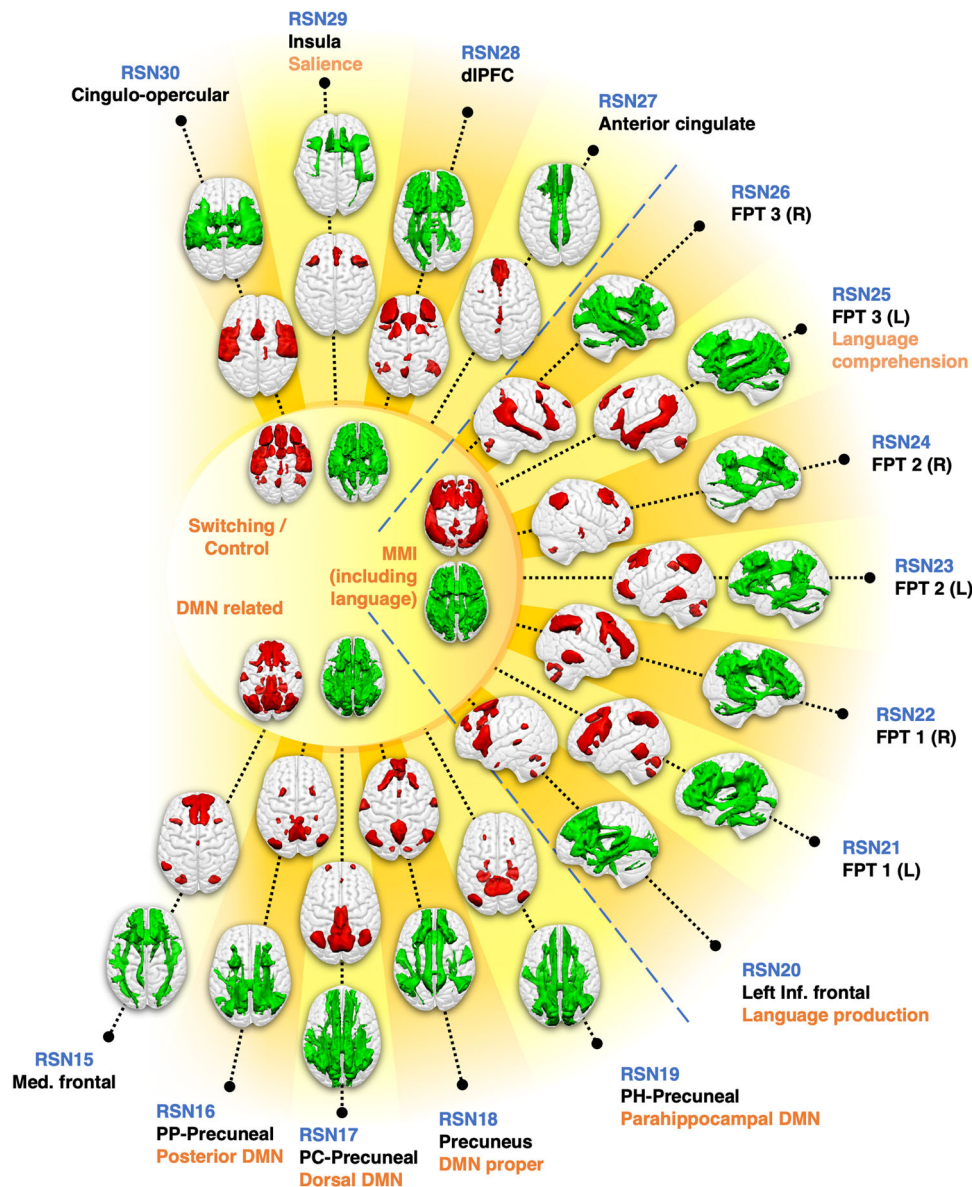 RSN29
Insula
Salience
RSN28
dlPFC
RSN30
Cingulo-opercular
RSN27
Anterior cingulate
RSN26
FPT 3 (R)
RSN25
FPT 3 (L)
Language
comprehension
RSN24
FPT 2 (R)
RSN23
FPT 2 (L)
RSN22
FPT 1 (R)
RSN21
FPT 1 (L)
RSN20
Left Inf. frontal
Language production
RSN19
PH-Precuneal
Parahippocampal DMN
RSN18
Precuneus
DMN proper
RSN17
PC-Precuneal
Dorsal DMN
RSN16
PP-Precuneal
Posterior DMN
RSN15
Med. frontal
Switching /
Control
MMI
(including
language)
DMN related